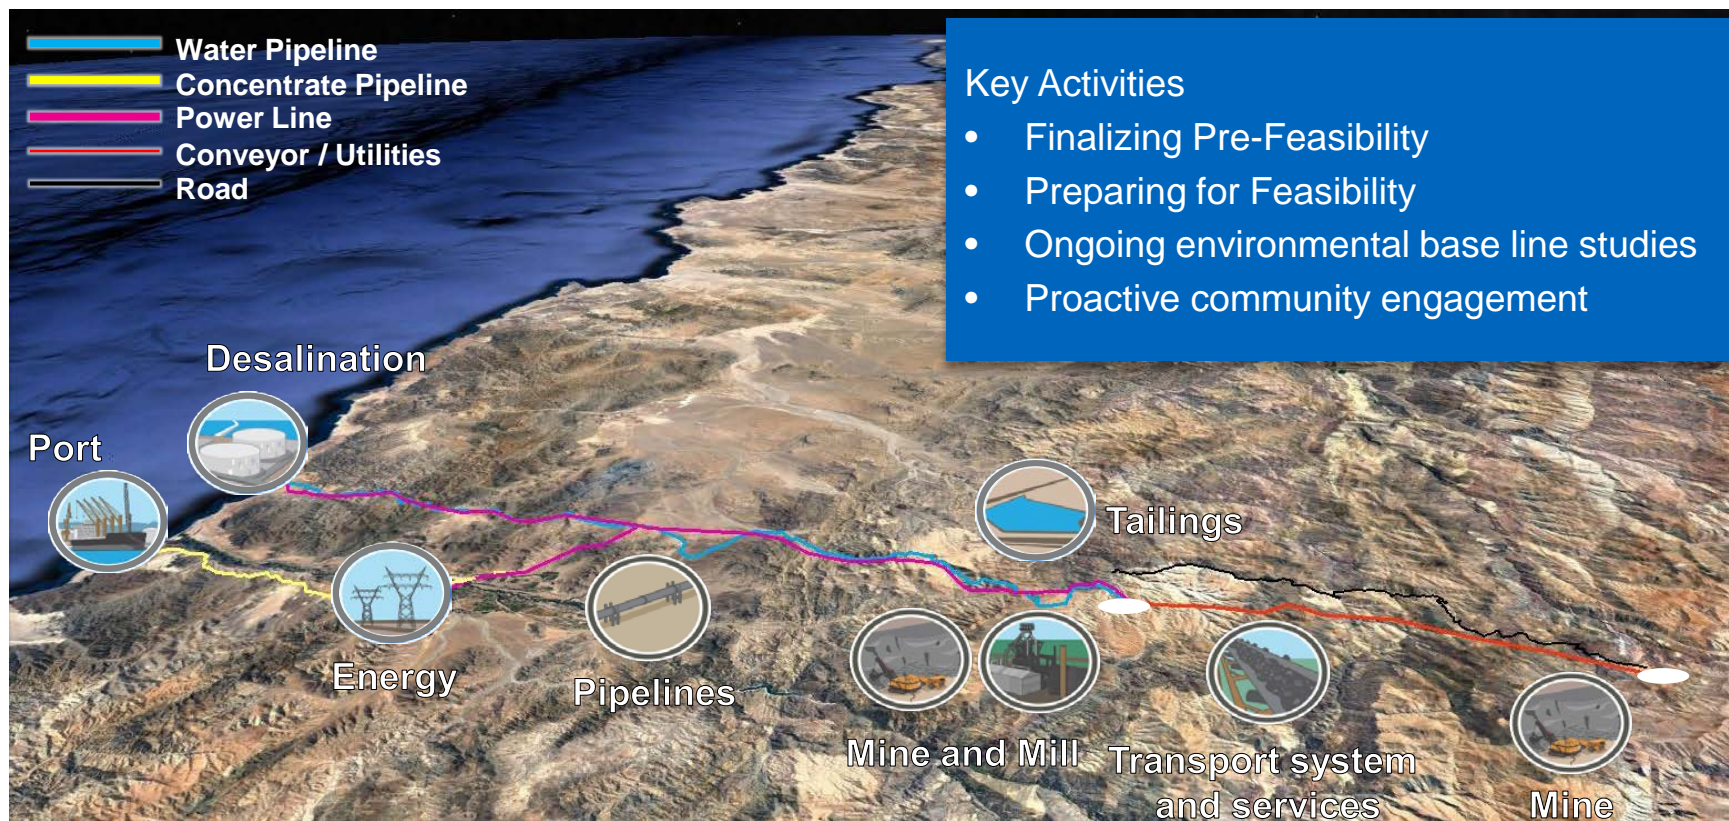 Water Pipeline
Concentrate Pipeline
Power Line
Conveyor / Utilities
Road
Key Activities
• Finalizing Pre-Feasibility
• Preparing for Feasibility
• Ongoing environmental base line studies
• Proactive community engagement
Desalination
Port
Tailings
Energy
Pipelines
Mine and Mill
Transport system
and services
Mine